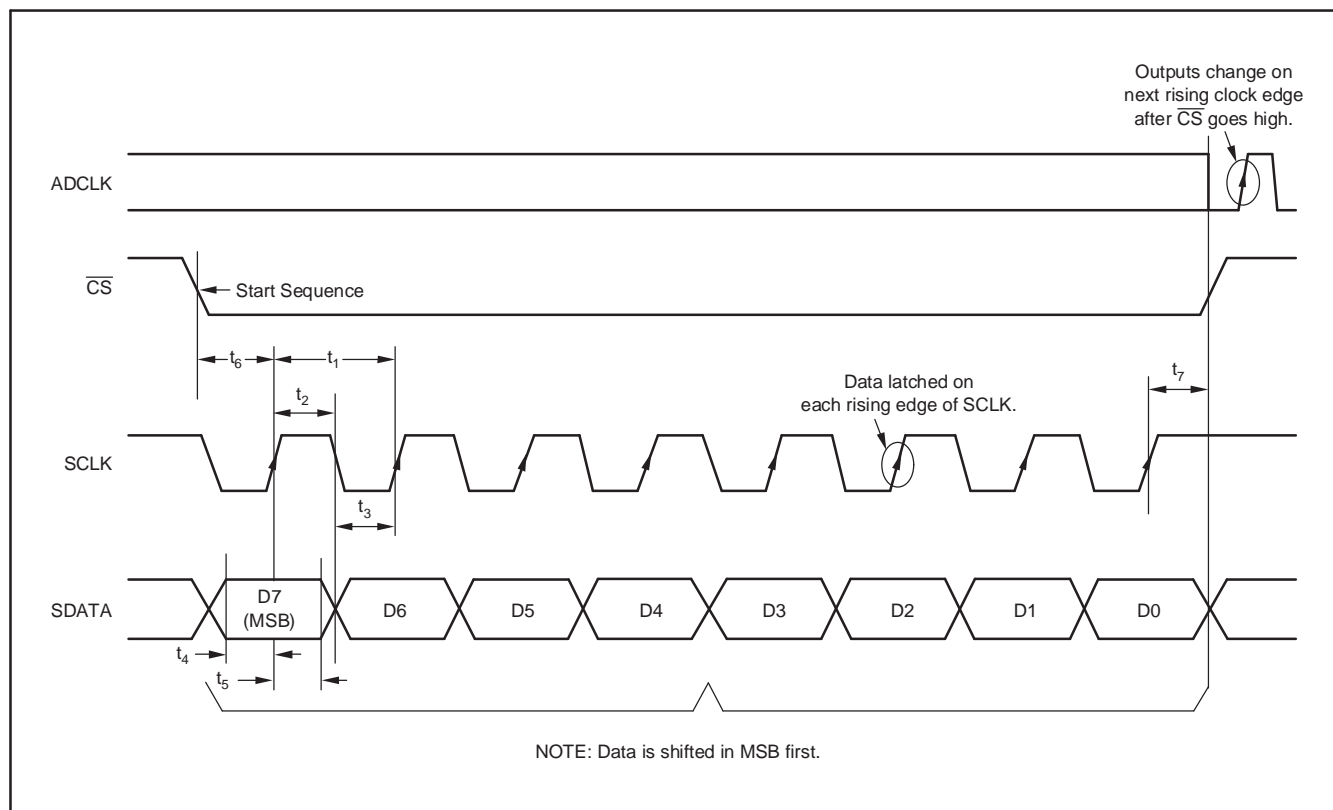 Outputs change on
next rising clock edge
after C̅S̅ goes high.
ADCLK
C̅S̅
Start Sequence
t6
t1
t7
t2
Data latched on
each rising edge of SCLK.
SCLK
t3
SDATA
D7
(MSB)
D6
D5
D4
D3
D2
D1
D0
t4
t5
NOTE: Data is shifted in MSB first.